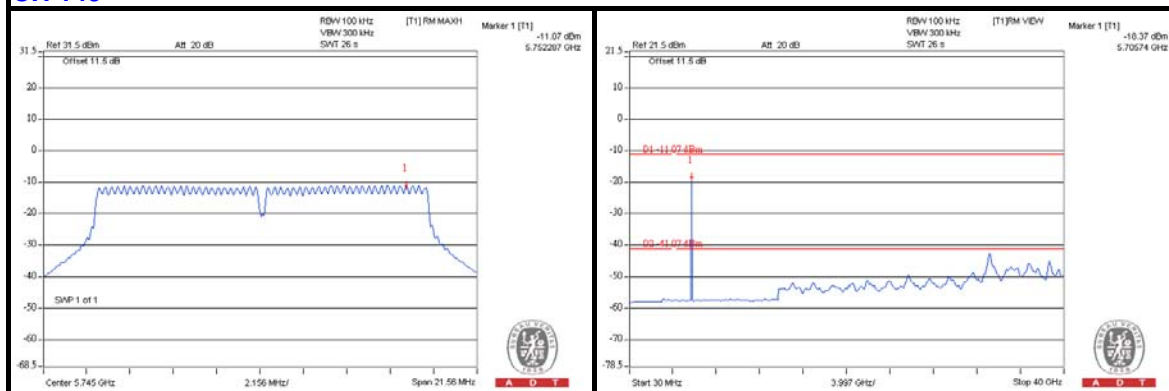 RBW 100 kHz
VBW 300 kHz
SWT 26 s
[T1] RM MAXH
Marker 1 [T1]
-11.07 dBm
5.752287 GHz
Ref 31.5 dBm
Att 20 dB
Offset 11.5 dB
31.5
20
10
0
-10
-20
-30
-40
-50
-60
-68.5
1
SWP 1 of 1
Center 5.745 GHz
2.156 MHz/
Span 21.56 MHz
A D T
RBW 100 kHz
VBW 300 kHz
SWT 26 s
[T1]RM VIEW
Marker 1 [T1]
-18.37 dBm
5.70574 GHz
Ref 21.5 dBm
Att 20 dB
Offset 11.5 dB
21.5
10
0
-10
-20
-30
-40
-50
-60
-70
-78.5
D1 -11.07 dBm
1
D2 -41.07 dBm
Start 30 MHz
3.997 GHz/
Stop 40 GHz
A D T